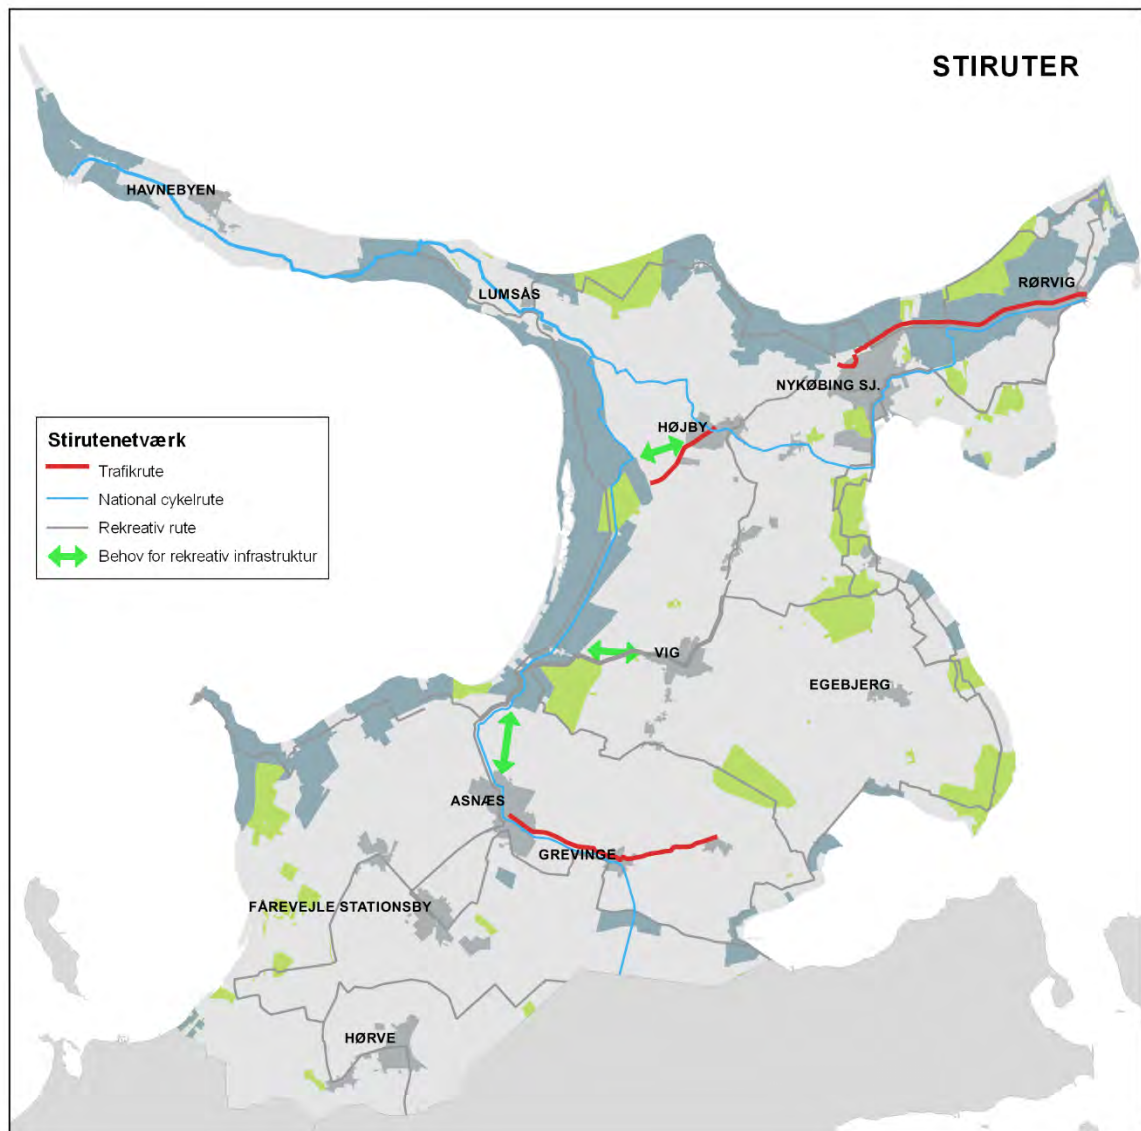 STIRUTER
HAVNEBYEN
LUMSÅS
RØRVIG
NYKØBING SJ.
HØJBY
Stirutenetværk
Trafikrute
National cykelrute
Rekreativ rute
Behov for rekreativ infrastruktur
VIG
EGEBJERG
ASNÆS
GREVINGE
FÅREVEJLE STATIONSBY
HØRVE